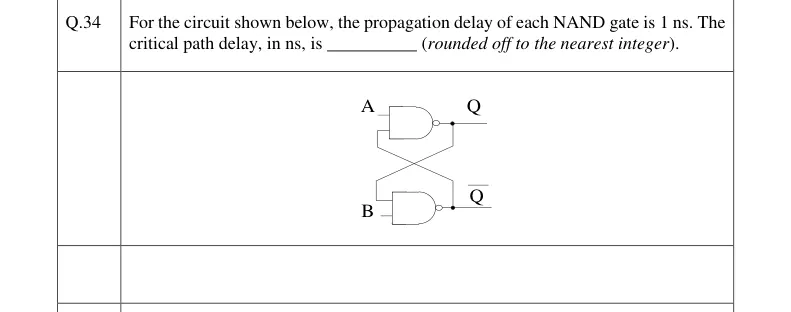 Q.34 For the circuit shown below, the propagation delay of each NAND gate is 1 ns. The
critical path delay, in ns, is __________ (rounded off to the nearest integer).
A Q
B Q̅